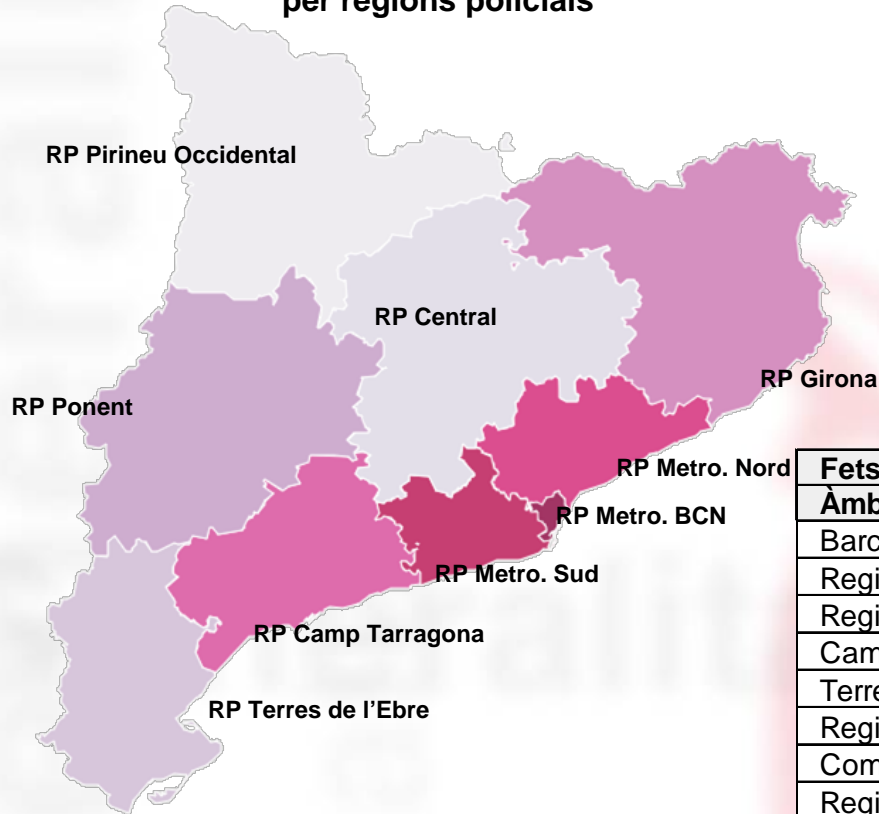 per regions policials
RP Pirineu Occidental
RP Central
RP Girona
RP Ponent
RP Metro. Nord
RP Metro. BCN
RP Metro. Sud
RP Camp Tarragona
RP Terres de l'Ebre
Fets
Àmb
Barc
Regi
Regi
Cam
Terre
Regi
Com
Regi